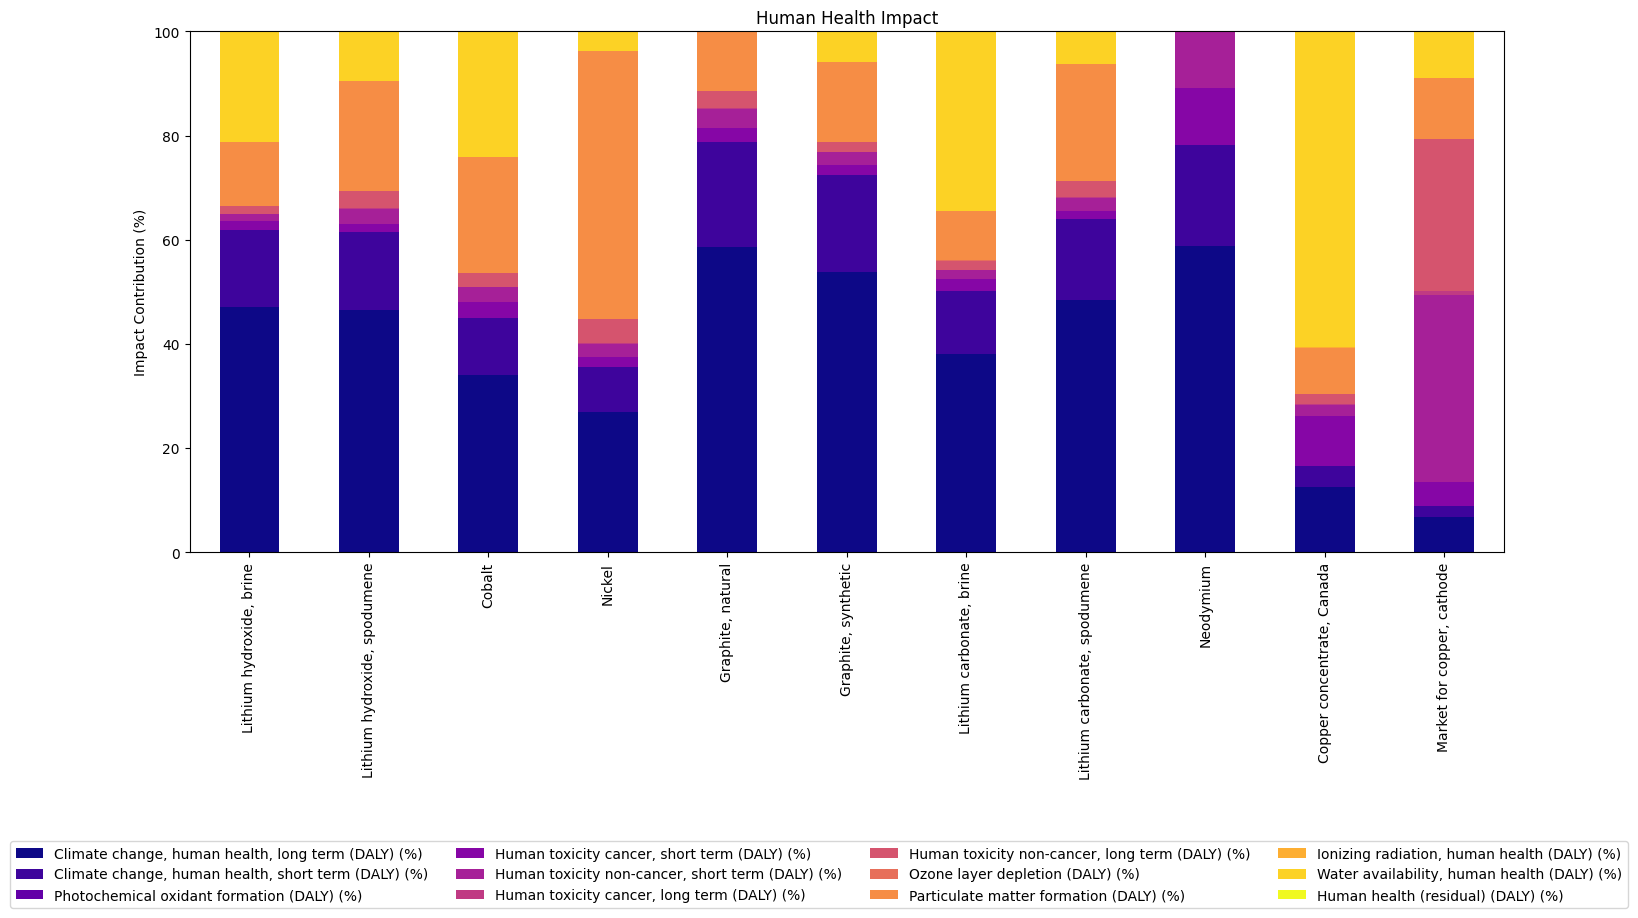 Human Health Impact
Impact Contribution (%)
100
80
60
40
20
0
Lithium hydroxide, brine
Lithium hydroxide, spodumene
Cobalt
Nickel
Graphite, natural
Graphite, synthetic
Lithium carbonate, brine
Lithium carbonate, spodumene
Neodymium
Copper concentrate, Canada
Market for copper, cathode
Climate change, human health, long term (DALY) (%)
Climate change, human health, short term (DALY) (%)
Photochemical oxidant formation (DALY) (%)
Human toxicity cancer, short term (DALY) (%)
Human toxicity non-cancer, short term (DALY) (%)
Human toxicity cancer, long term (DALY) (%)
Human toxicity non-cancer, long term (DALY) (%)
Ozone layer depletion (DALY) (%)
Particulate matter formation (DALY) (%)
Ionizing radiation, human health (DALY) (%)
Water availability, human health (DALY) (%)
Human health (residual) (DALY) (%)